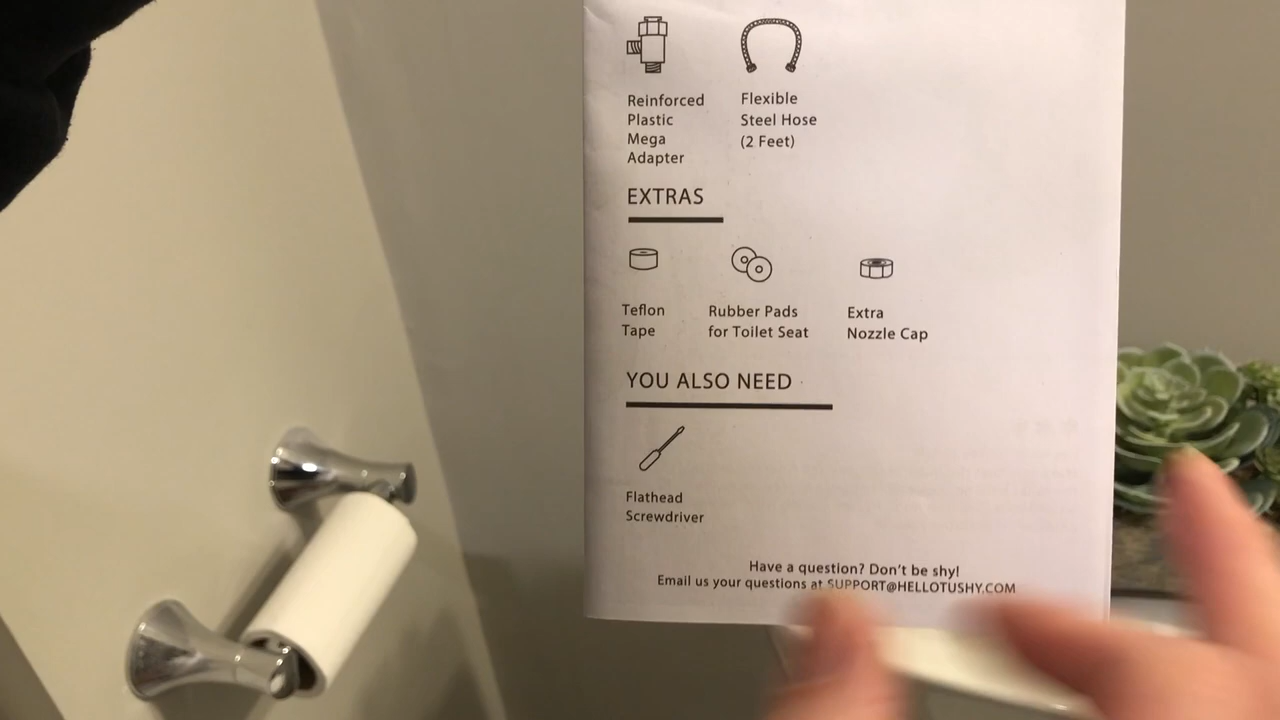 Reinforced
Plastic
Mega
Adapter
Flexible
Steel Hose
(2 Feet)
EXTRAS
Teflon
Tape
Rubber Pads
for Toilet Seat
Extra
Nozzle Cap
YOU ALSO NEED
Flathead
Screwdriver
Have a question? Don't be shy!
Email us your questions at SUPPORT@HELLOTUSHY.COM